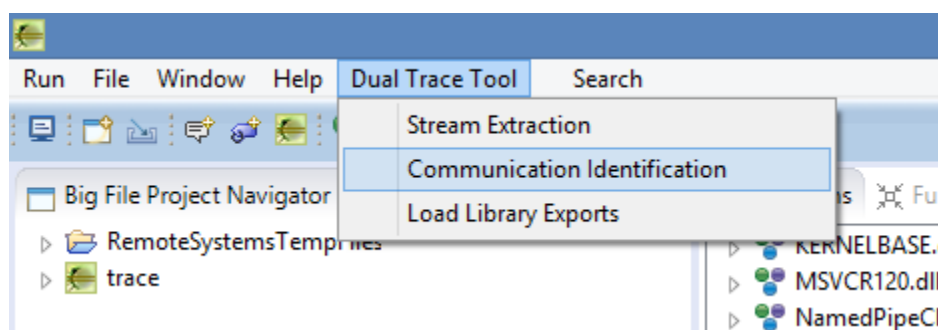 Run File Window Help Dual Trace Tool Search
Stream Extraction
Communication Identification
Load Library Exports
Big File Project Navigator
RemoteSystemsTempFiles
trace
KERNELBASE.
MSVCR120.dll